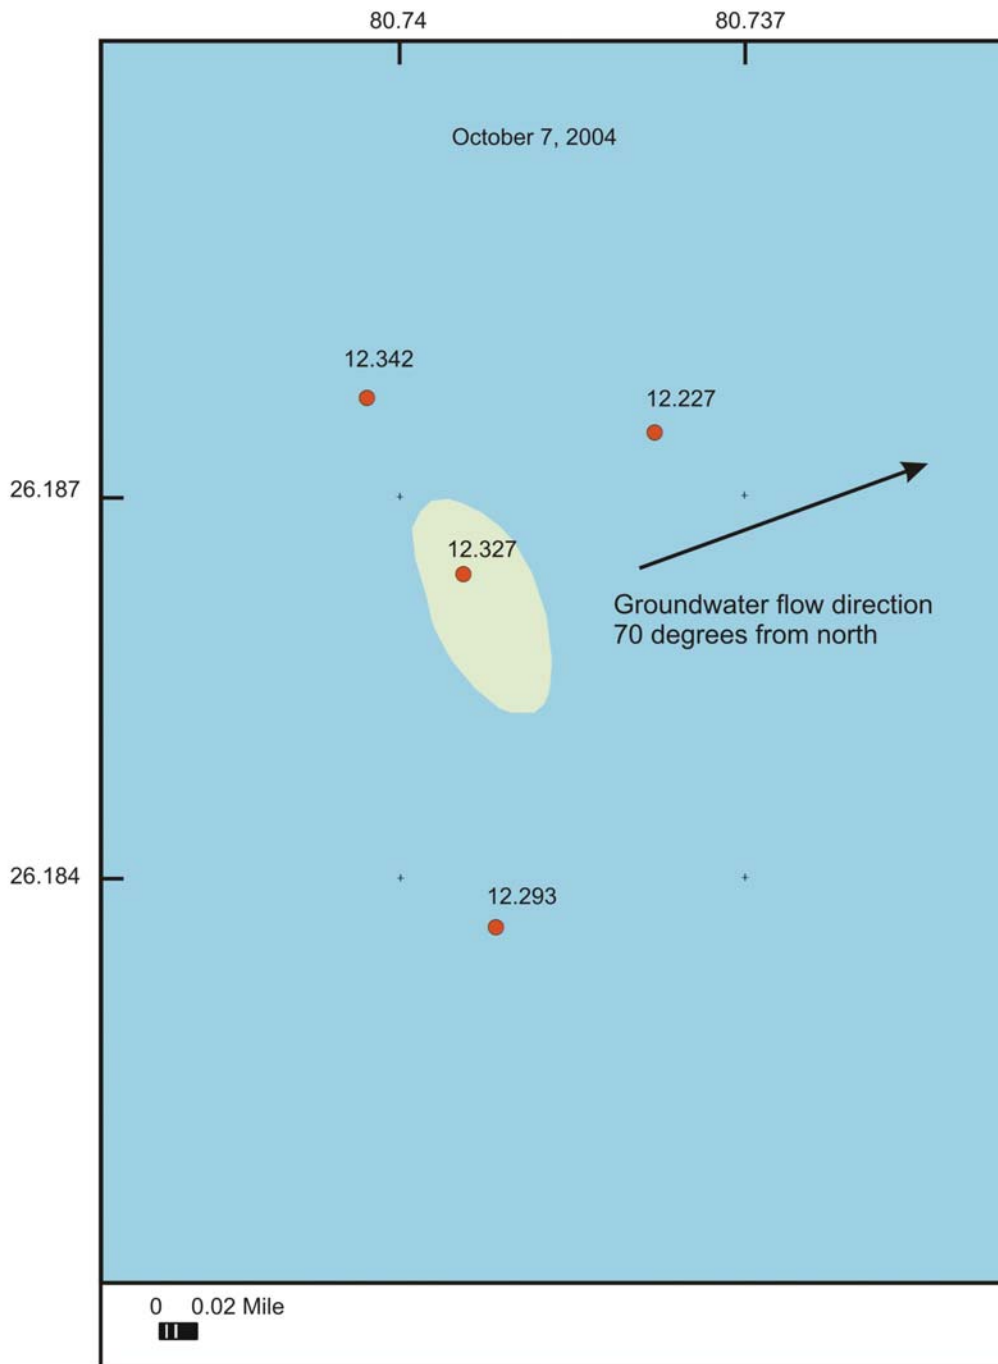 80.74 80.737
October 7, 2004
12.342
12.227
26.187
12.327
Groundwater flow direction
70 degrees from north
26.184
12.293
0 0.02 Mile